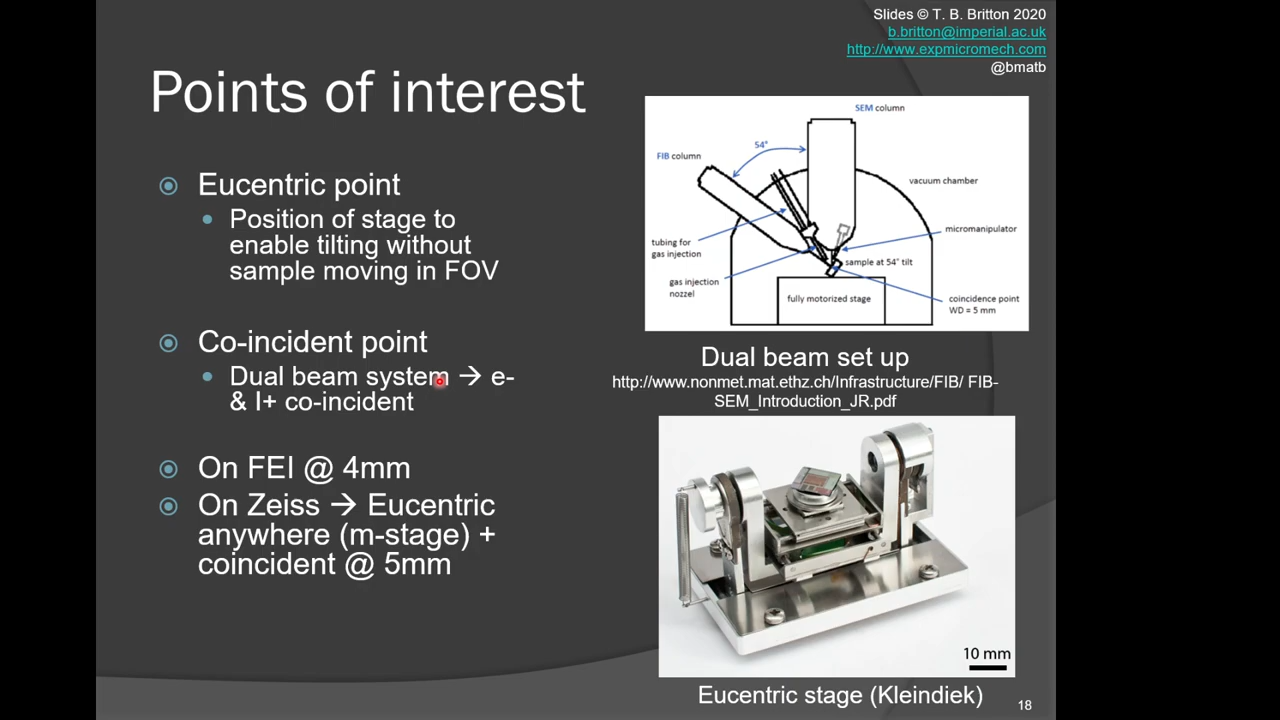 Slides © T. B. Britton 2020
b.britton@imperial.ac.uk
http://www.expmicromech.com
@bmatb
Points of interest
Eucentric point
Position of stage to
enable tilting without
sample moving in FOV
Co-incident point
Dual beam system → e-
& I+ co-incident
On FEI @ 4mm
On Zeiss → Eucentric
anywhere (m-stage) +
coincident @ 5mm
SEM column
54°
FIB column
vacuum chamber
tubing for
gas injection
micromanipulator
sample at 54° tilt
gas injection
nozzel
fully motorized stage
coincidence point
WD = 5 mm
Dual beam set up
http://www.nonmet.mat.ethz.ch/Infrastructure/FIB/ FIB-
SEM_Introduction_JR.pdf
10 mm
Eucentric stage (Kleindiek)
18